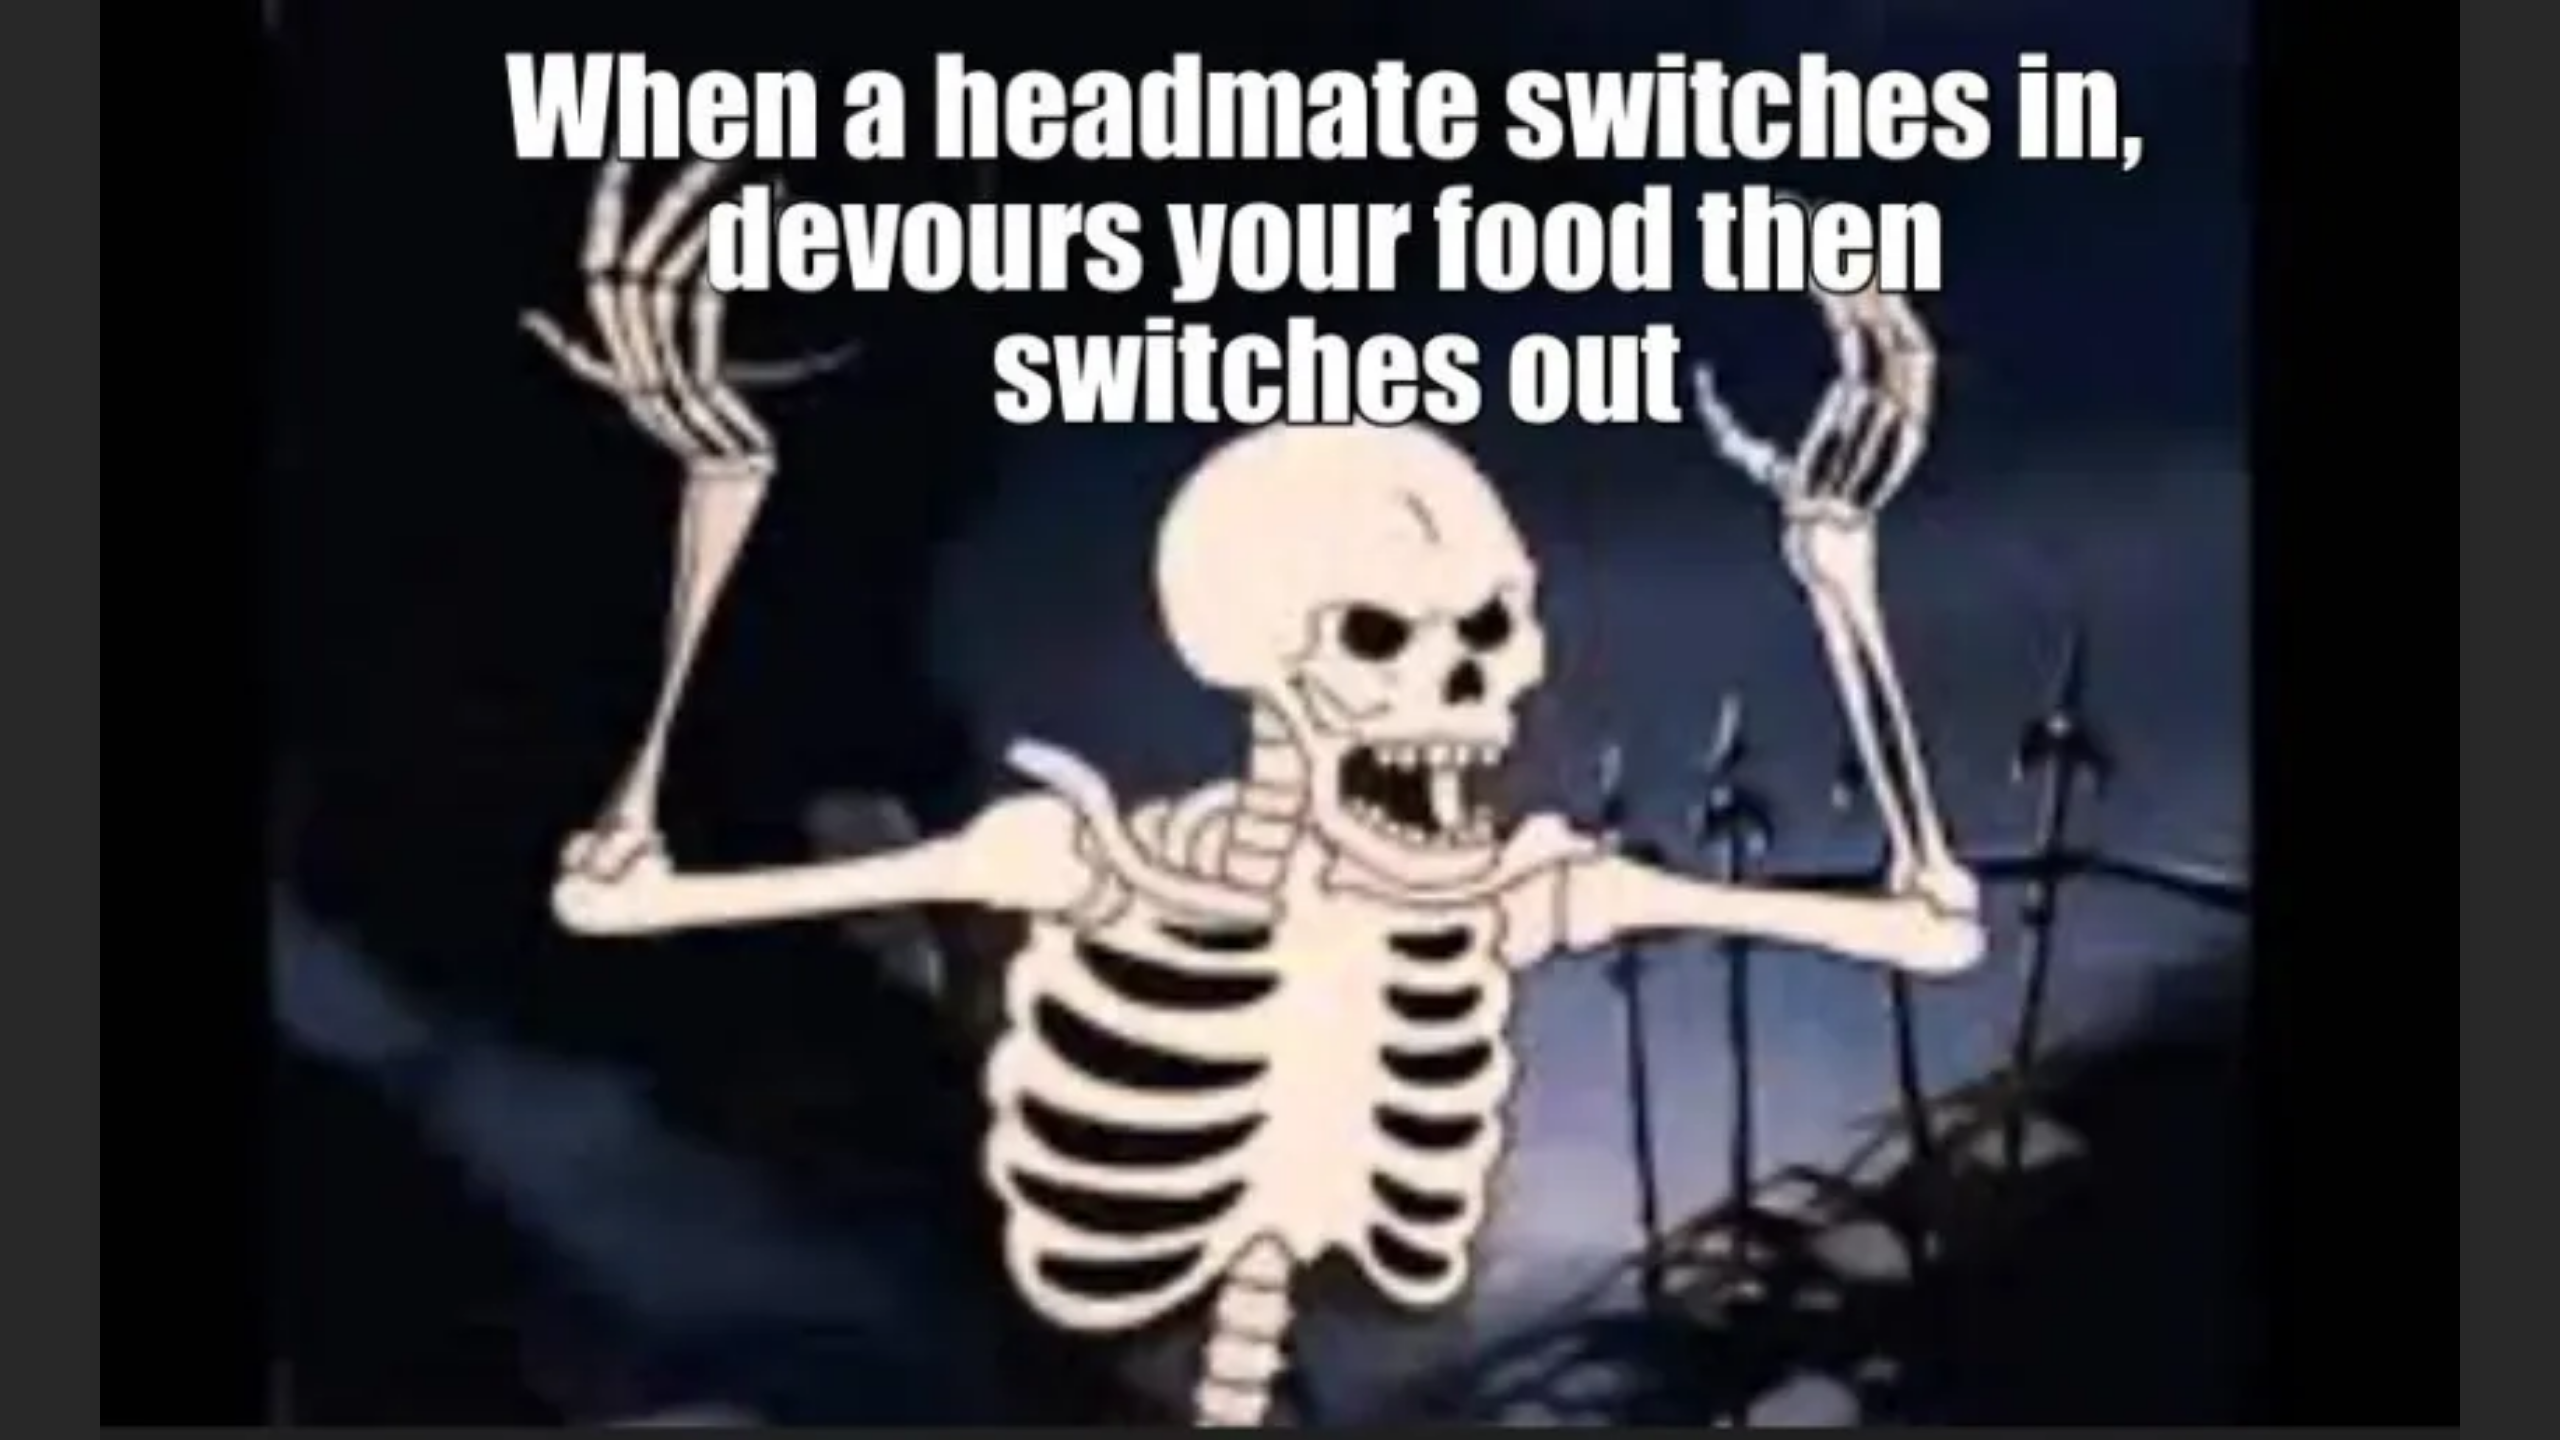 When a headmate switches in,
devours your food then
switches out